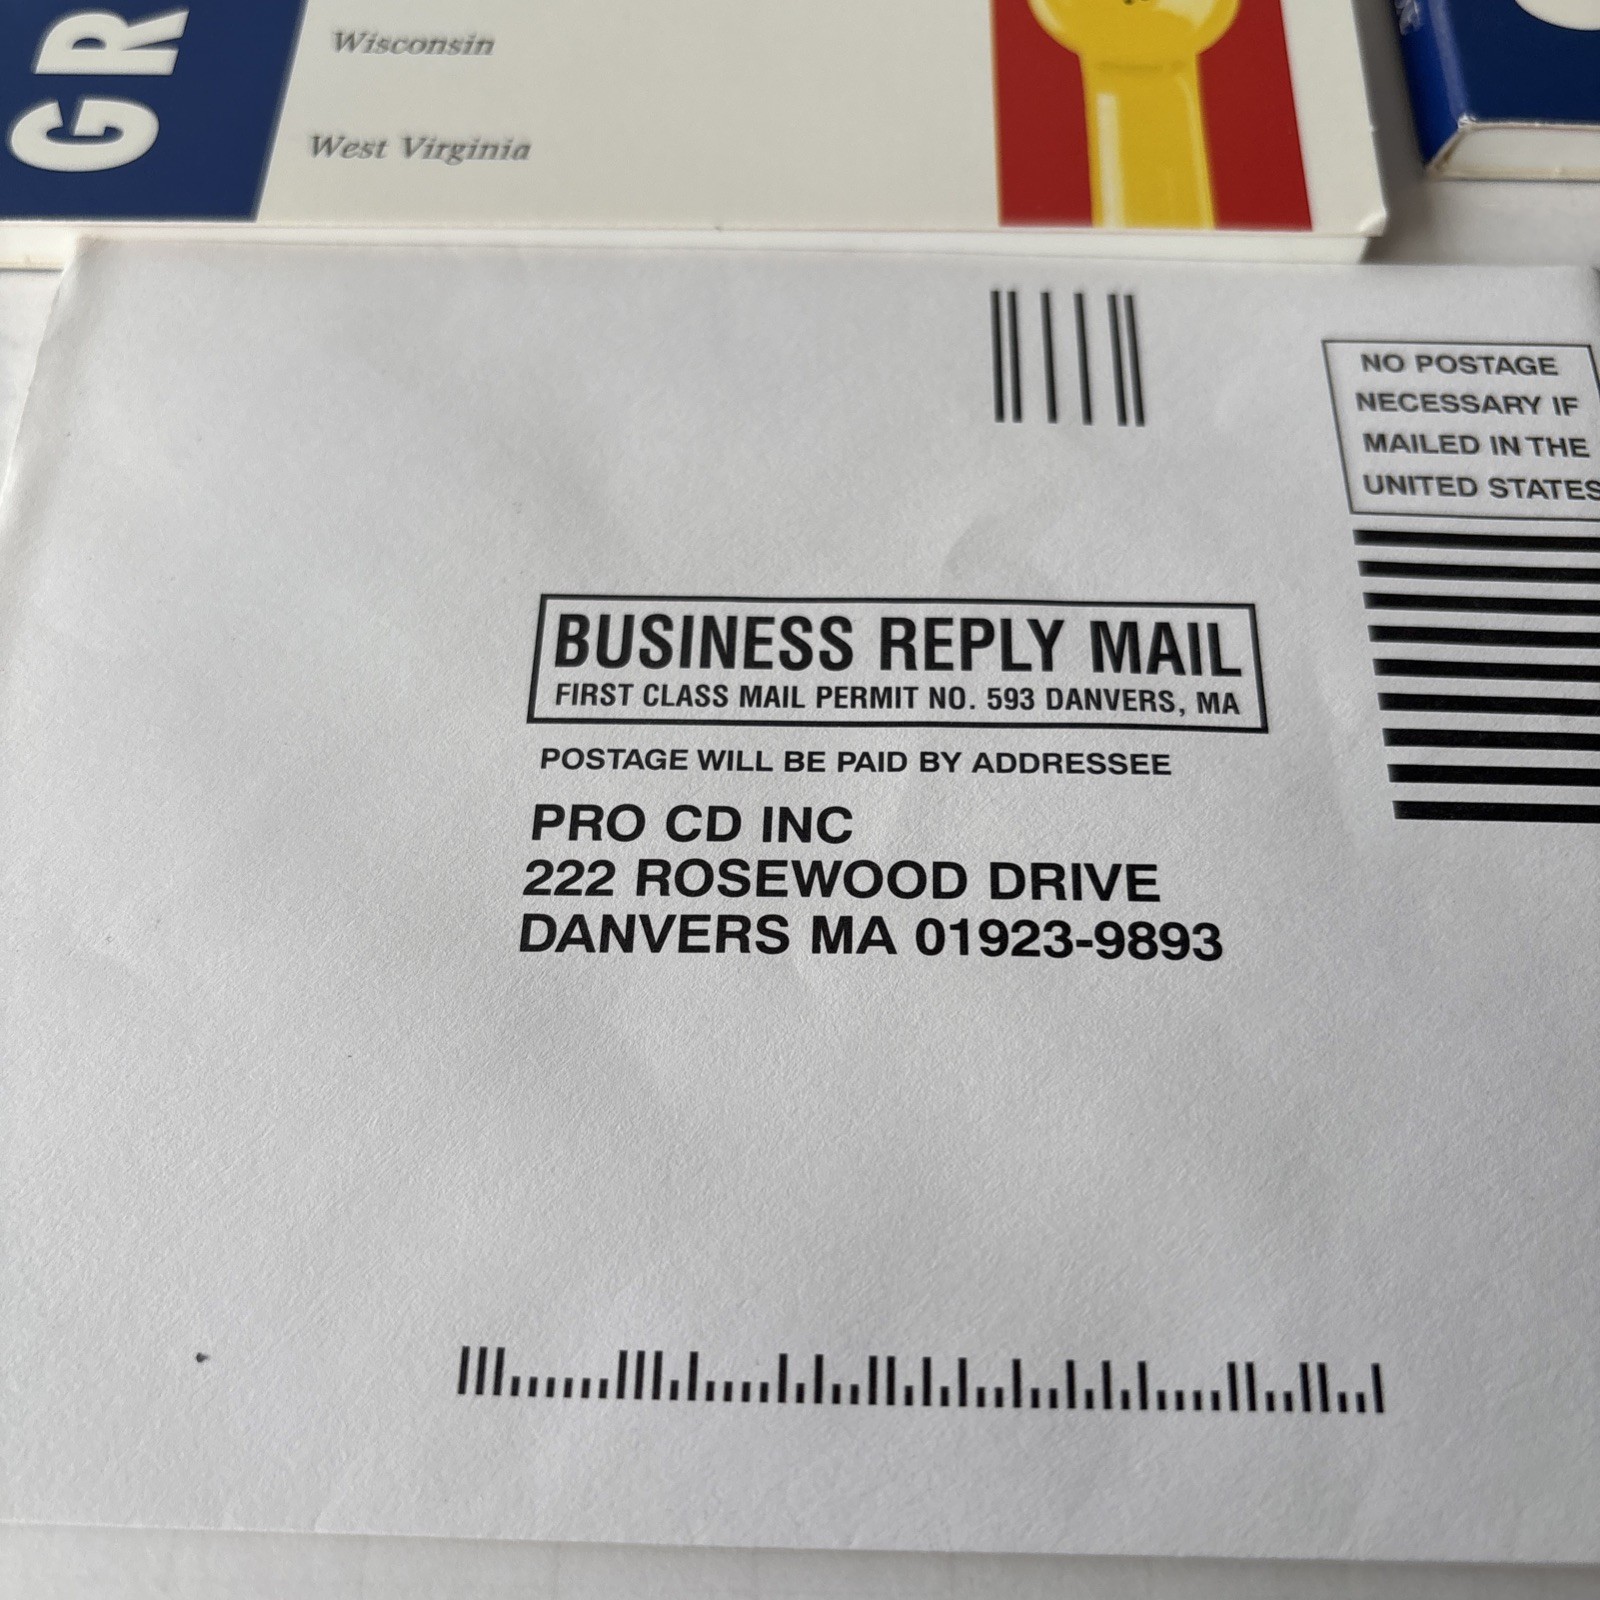 GR
Wisconsin
West Virginia
NO POSTAGE
NECESSARY IF
MAILED IN THE
UNITED STATES
BUSINESS REPLY MAIL
FIRST CLASS MAIL PERMIT NO. 593 DANVERS, MA
POSTAGE WILL BE PAID BY ADDRESSEE
PRO CD INC
222 ROSEWOOD DRIVE
DANVERS MA 01923-9893